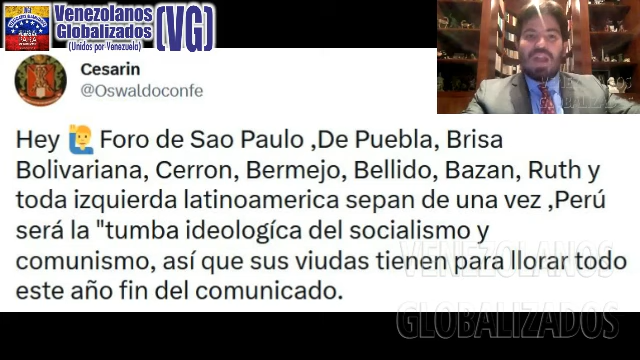 Venezolanos
Globalizados
(Unidos por Venezuela)
(VG)
Cesarin
@Oswaldoconfe
Hey 🙋‍♂️ Foro de Sao Paulo ,De Puebla, Brisa
Bolivariana, Cerron, Bermejo, Bellido, Bazan, Ruth y
toda izquierda latinoamerica sepan de una vez ,Perú
será la "tumba ideologíca del socialismo y
comunismo, así que sus viudas tienen para llorar todo
este año fin del comunicado.
VENEZOLANOS
GLOBALIZADOS
VENEZOLANOS
GLOBALIZADOS